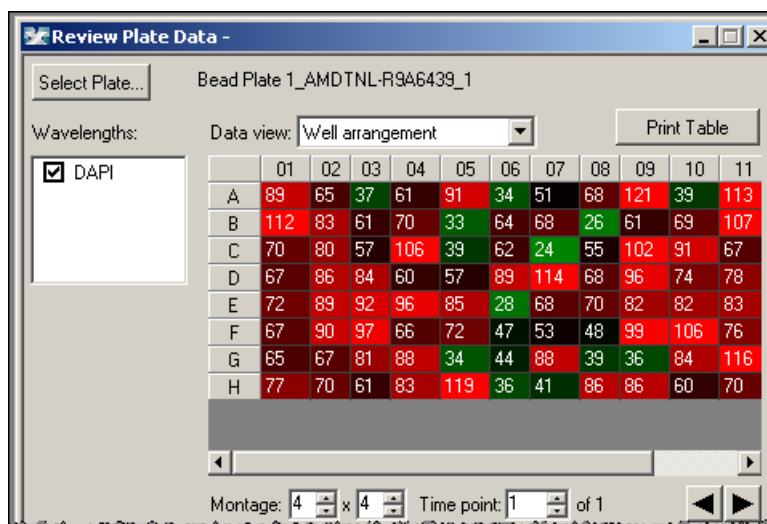 Review Plate Data -
Select Plate... Bead Plate 1_AMDTNL-R9A6439_1
Wavelengths: Data view: Well arrangement Print Table
DAPI
01 02 03 04 05 06 07 08 09 10 11
A 89 65 37 61 91 34 51 68 121 39 113
B 112 83 61 70 33 64 68 26 61 69 107
C 70 80 57 106 39 62 24 55 102 91 67
D 67 86 84 60 57 89 114 68 96 74 78
E 72 89 92 96 85 28 68 70 82 82 83
F 67 90 97 66 72 47 53 48 99 106 76
G 65 67 81 88 34 44 88 39 36 84 116
H 77 70 61 83 119 36 41 86 86 60 70
Montage: 4 x 4 Time point: 1 of 1